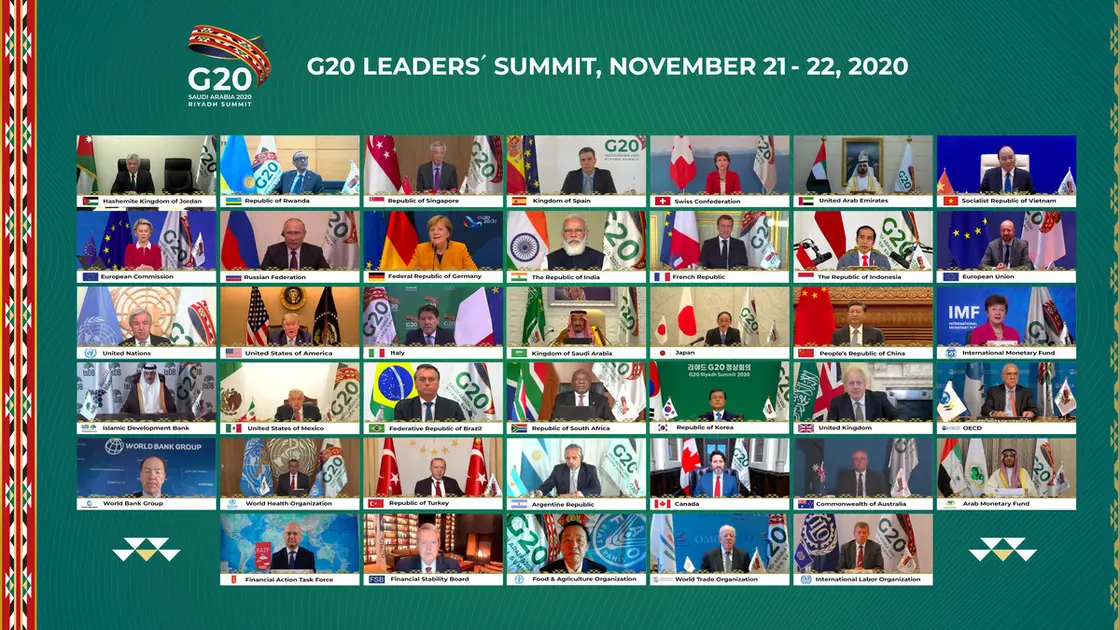 G20
SAUDI ARABIA 2020
RIYADH SUMMIT
G20 LEADERS´ SUMMIT, NOVEMBER 21 - 22, 2020
Hashemite Kingdom of Jordan
Republic of Rwanda
Republic of Singapore
Kingdom of Spain
Swiss Confederation
United Arab Emirates
Socialist Republic of Vietnam
European Commission
Russian Federation
Federal Republic of Germany
The Republic of India
French Republic
The Republic of Indonesia
European Union
United Nations
United States of America
Italy
Kingdom of Saudi Arabia
Japan
People's Republic of China
IMF
INTERNATIONAL
MONETARY
FUND
International Monetary Fund
Islamic Development Bank
United States of Mexico
Federative Republic of Brazil
Republic of South Africa
리야드 G20 정상회의
G20 Riyadh Summit 2020
Republic of Korea
United Kingdom
OECD
WORLD BANK GROUP
World Bank Group
World Health Organization
Republic of Turkey
Argentine Republic
Canada
Commonwealth of Australia
Arab Monetary Fund
FATF
Financial Action Task Force
FSB
Financial Stability Board
Food & Agriculture Organization
World Trade Organization
International Labor Organization